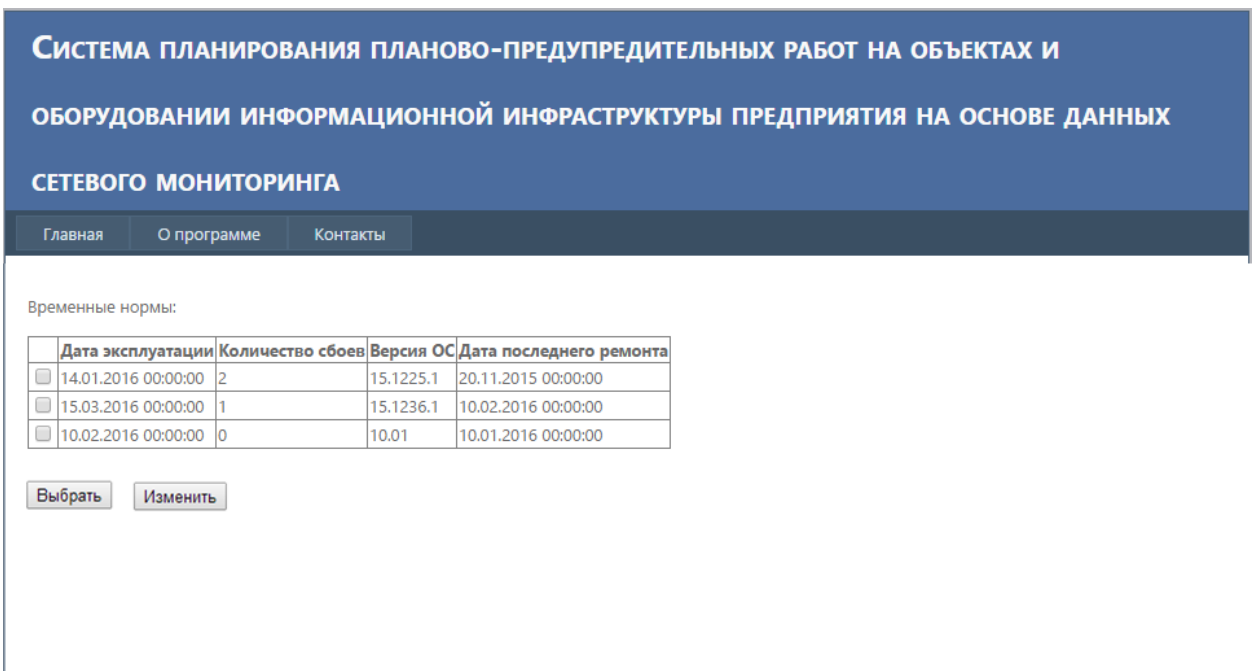 Система планирования планово-предупредительных работ на объектах и
оборудовании информационной инфраструктуры предприятия на основе данных
сетевого мониторинга
Главная О программе Контакты
Временные нормы:
Дата эксплуатации Количество сбоев Версия ОС Дата последнего ремонта
14.01.2016 00:00:00 2 15.1225.1 20.11.2015 00:00:00
15.03.2016 00:00:00 1 15.1236.1 10.02.2016 00:00:00
10.02.2016 00:00:00 0 10.01 10.01.2016 00:00:00
Выбрать Изменить